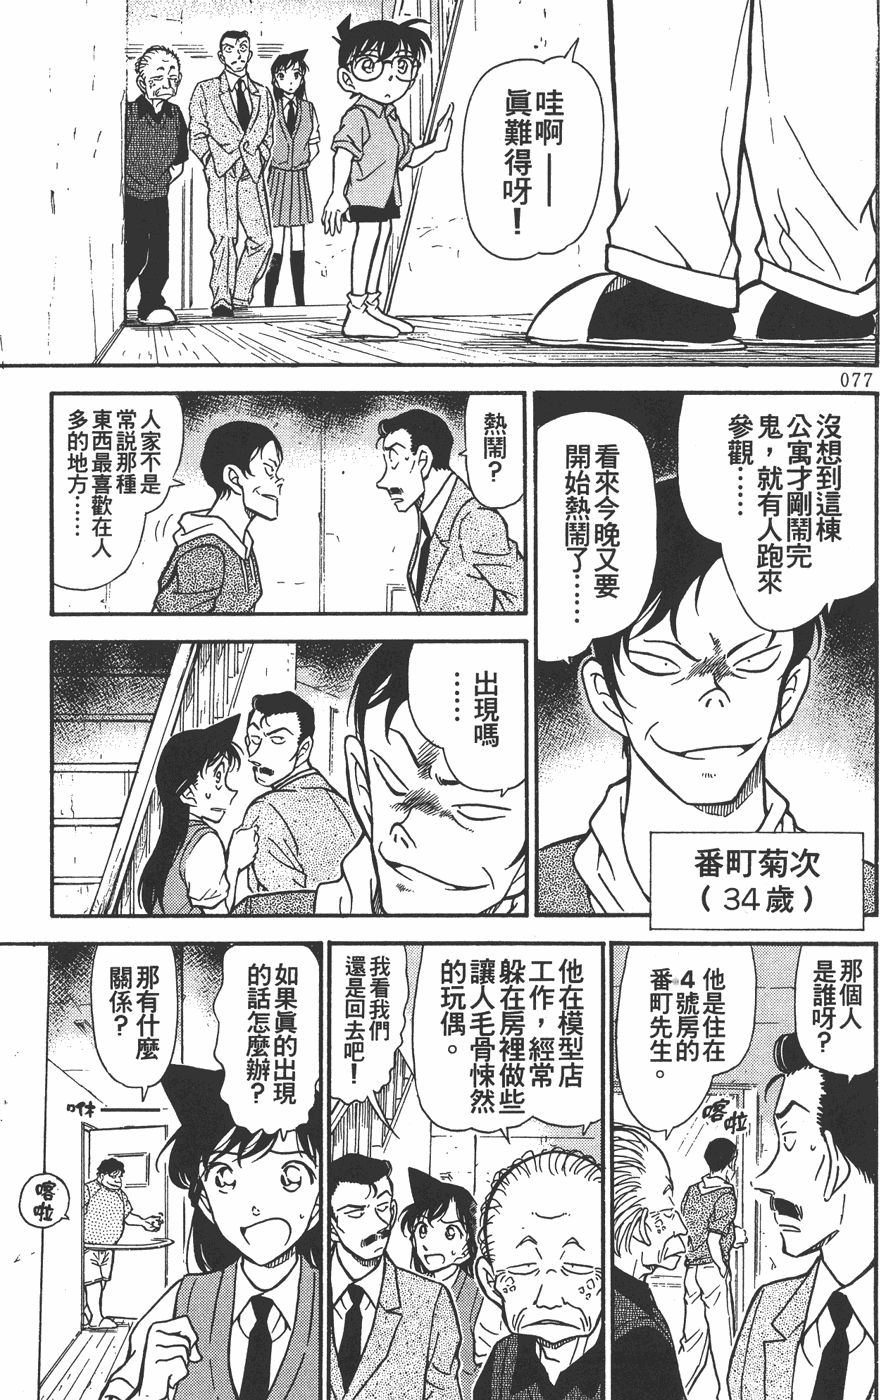 哇啊——
眞難得呀！
077
沒想到這棟
公寓才剛鬧完
鬼，就有人跑來
參觀……
看來今晚又要
開始熱鬧了……
番町菊次
（34歲）
熱鬧？
人家不是
常説那種
東西最喜歡在人
多的地方……
出現嗎
……
那個人
是誰呀？
他是住在
4號房的
番町先生。
喀啦
他在模型店
工作，經常
躲在房裡做些
讓人毛骨悚然
的玩偶。
我看我們
還是回去吧！
如果眞的出現
的話怎麼辦？
那有什麼
關係？
咿——
喀啦